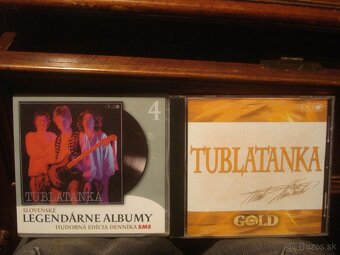 4
TUBLATANKA
SLOVENSKÉ
LEGENDÁRNE ALBUMY
HUDOBNÁ EDÍCIA DENNÍKA SME
TUBLATANKA
GOLD